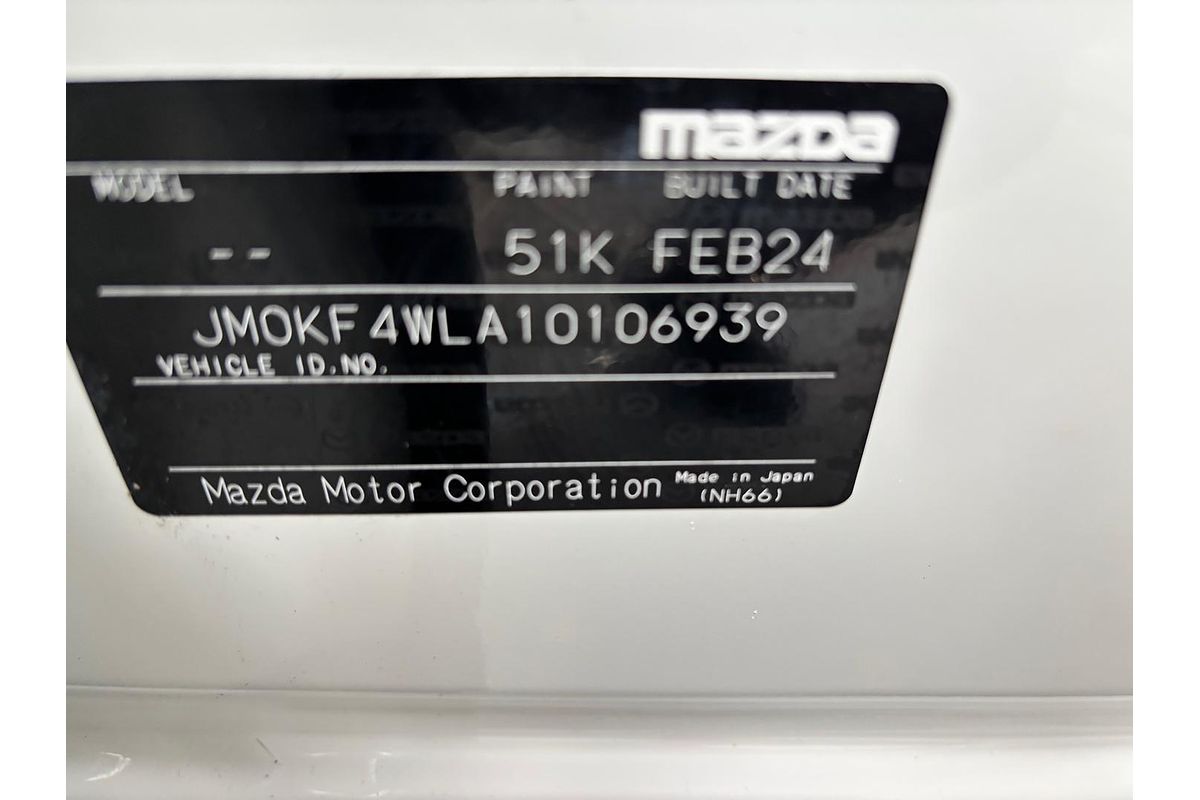 mazda
MODEL PAINT BUILT DATE
-- 51K FEB24
JM0KF4WLA10106939
VEHICLE ID.NO.
Mazda Motor Corporation Made in Japan
(NH66)